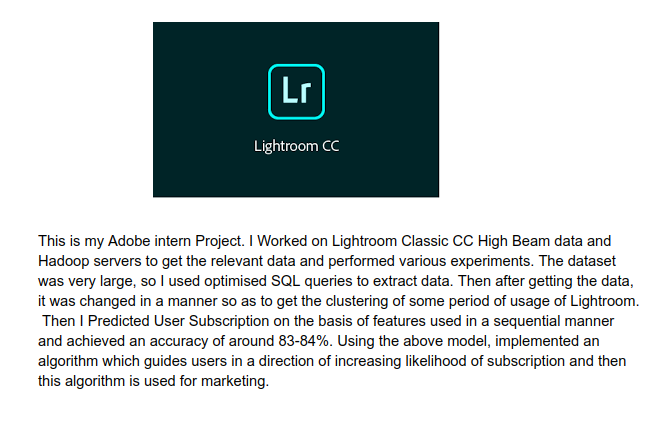 Lr
Lightroom CC
This is my Adobe intern Project. I Worked on Lightroom Classic CC High Beam data and
Hadoop servers to get the relevant data and performed various experiments. The dataset
was very large, so I used optimised SQL queries to extract data. Then after getting the data,
it was changed in a manner so as to get the clustering of some period of usage of Lightroom.
Then I Predicted User Subscription on the basis of features used in a sequential manner
and achieved an accuracy of around 83-84%. Using the above model, implemented an
algorithm which guides users in a direction of increasing likelihood of subscription and then
this algorithm is used for marketing.